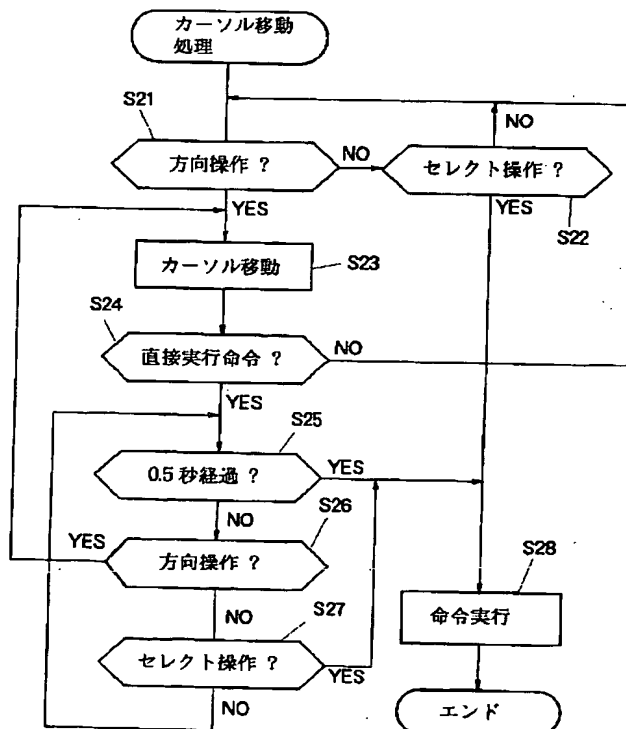 カーソル移動
処理
S21
NO
方向操作 ?
NO
セレクト操作 ?
YES
YES
S22
カーソル移動
S23
S24
直接実行命令 ?
NO
YES
S25
0.5 秒経過 ?
YES
NO
S26
YES
方向操作 ?
S28
NO
S27
命令実行
セレクト操作 ?
YES
NO
エンド